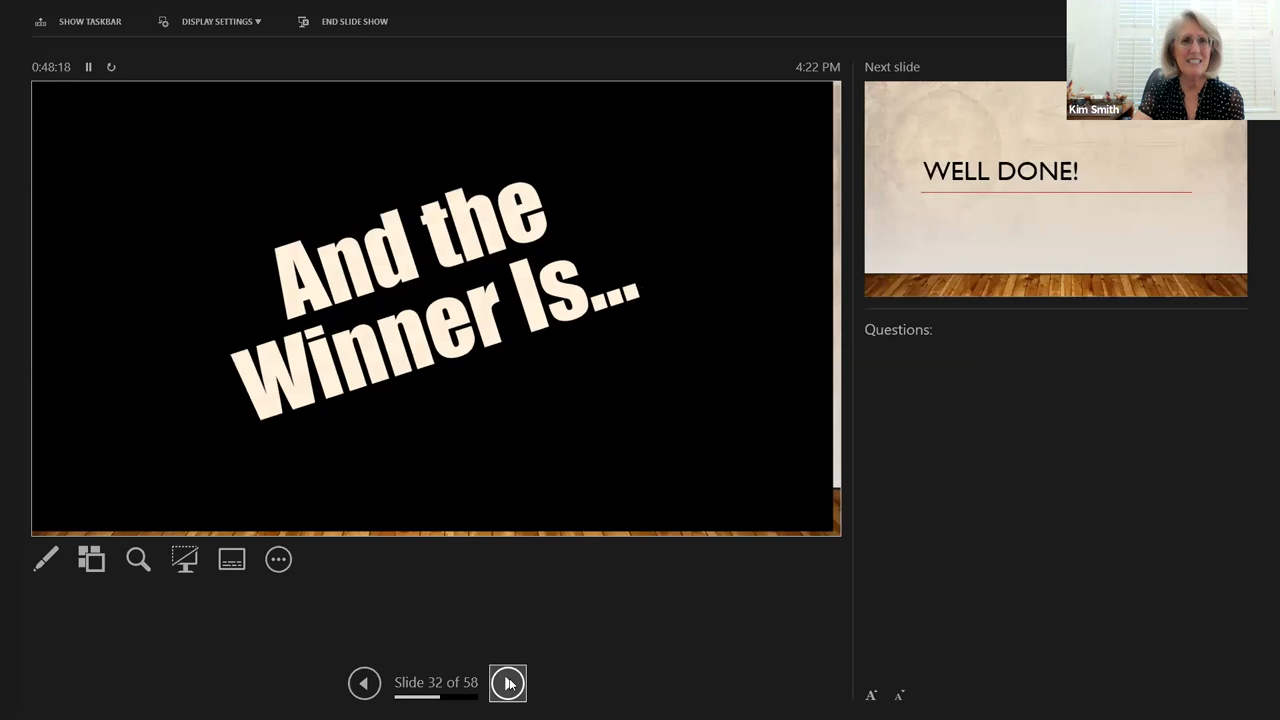 SHOW TASKBAR
DISPLAY SETTINGS ▼
END SLIDE SHOW
0:48:18
4:22 PM
Next slide
Kim Smith
And the
Winner Is...
WELL DONE!
Questions:
Slide 32 of 58
A
A